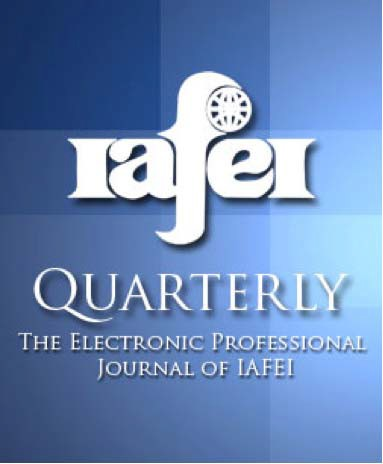 iafei
QUARTERLY
THE ELECTRONIC PROFESSIONAL
JOURNAL OF IAFEI